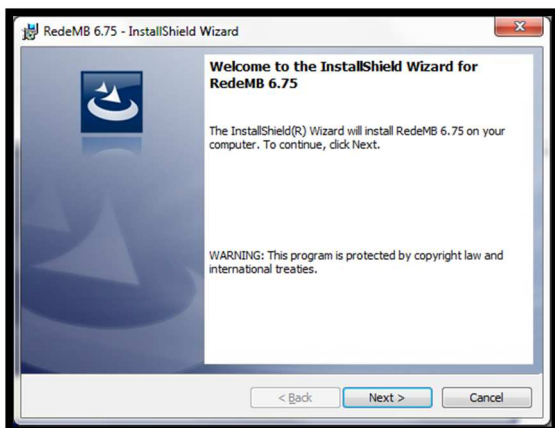 RedeMB 6.75 - InstallShield Wizard
Welcome to the InstallShield Wizard for
RedeMB 6.75
The InstallShield(R) Wizard will install RedeMB 6.75 on your
computer. To continue, click Next.
WARNING: This program is protected by copyright law and
international treaties.
< Back Next > Cancel